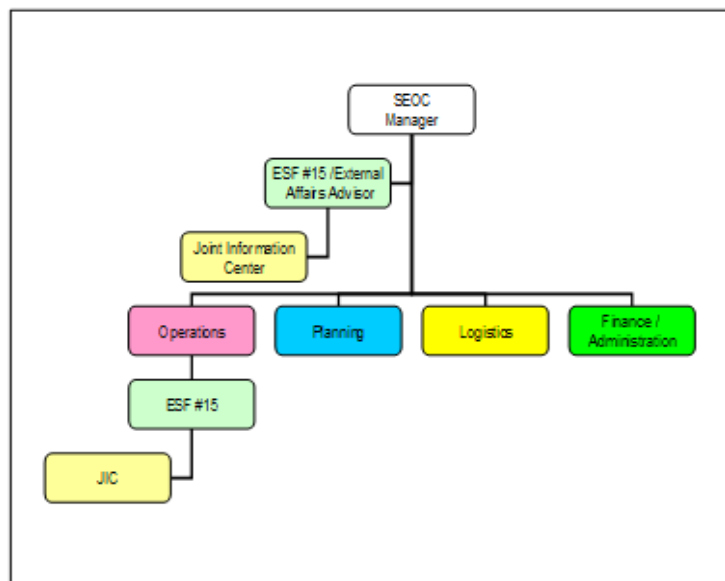 SEOC
Manager
ESF #15 /External
Affairs Advisor
Joint Information
Center
Operations
Planning
Logistics
Finance /
Administration
ESF #15
JIC